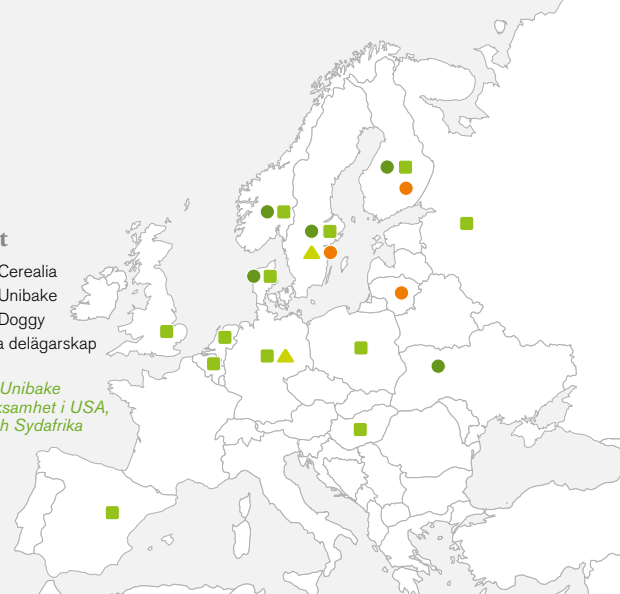 t
Cerealia
Unibake
Doggy
a delägarskap
Unibake
ksamhet i USA,
h Sydafrika